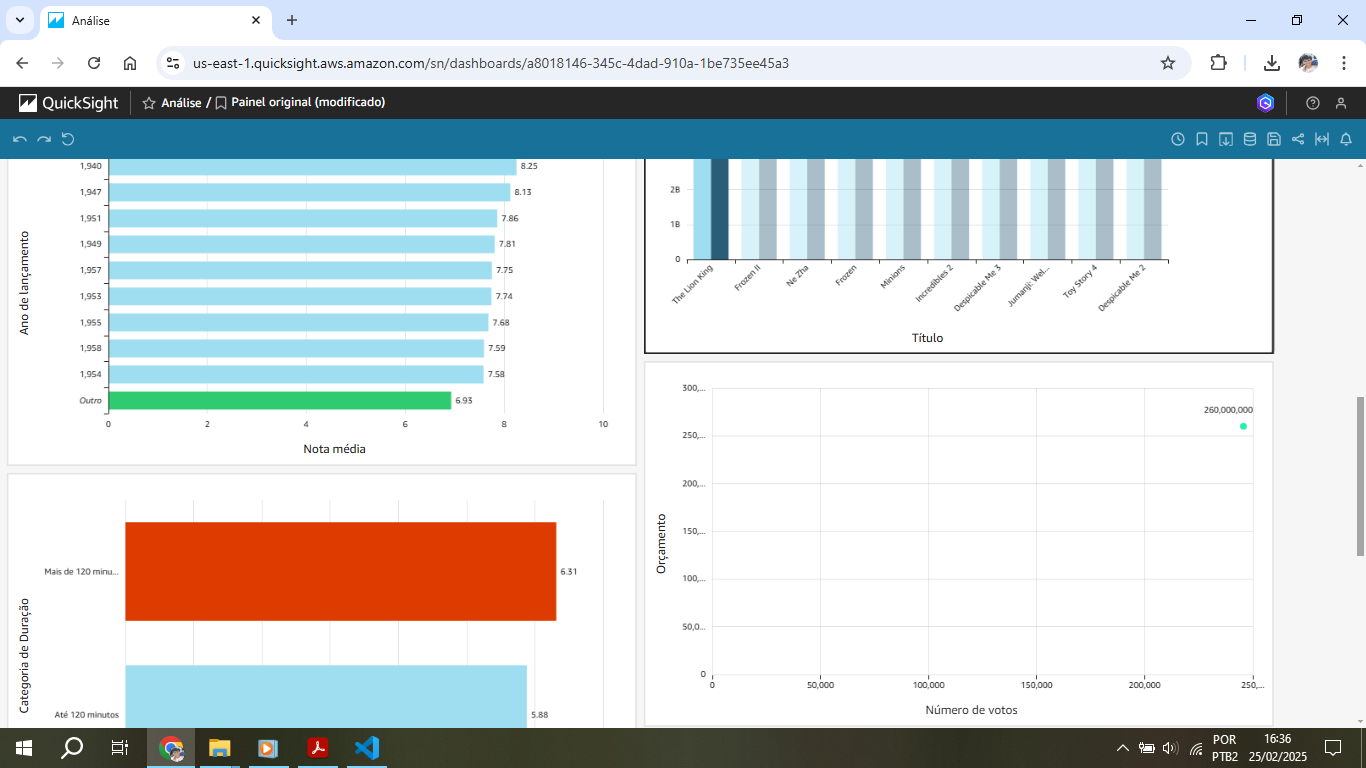 Análise
us-east-1.quicksight.aws.amazon.com/sn/dashboards/a8018146-345c-4dad-910a-1be735ee45a3
QuickSight
Análise / Painel original (modificado)
Ano de lançamento
1,940 8.25
1,947 8.13
1,951 7.86
1,949 7.81
1,957 7.75
1,953 7.74
1,955 7.68
1,958 7.59
1,954 7.58
Outro 6.93
0 2 4 6 8 10
Nota média
2B
1B
0
The Lion King
Frozen II
Ne Zha
Frozen
Minions
Incredibles 2
Despicable Me 3
Jumanji: Wel...
Toy Story 4
Despicable Me 2
Título
Categoria de Duração
Mais de 120 minu... 6.31
Até 120 minutos 5.88
Orçamento
300,...
260,000,000
250,...
200,...
150,...
100,...
50,0...
0
0 50,000 100,000 150,000 200,000 250,...
Número de votos
POR
PTB2
16:36
25/02/2025